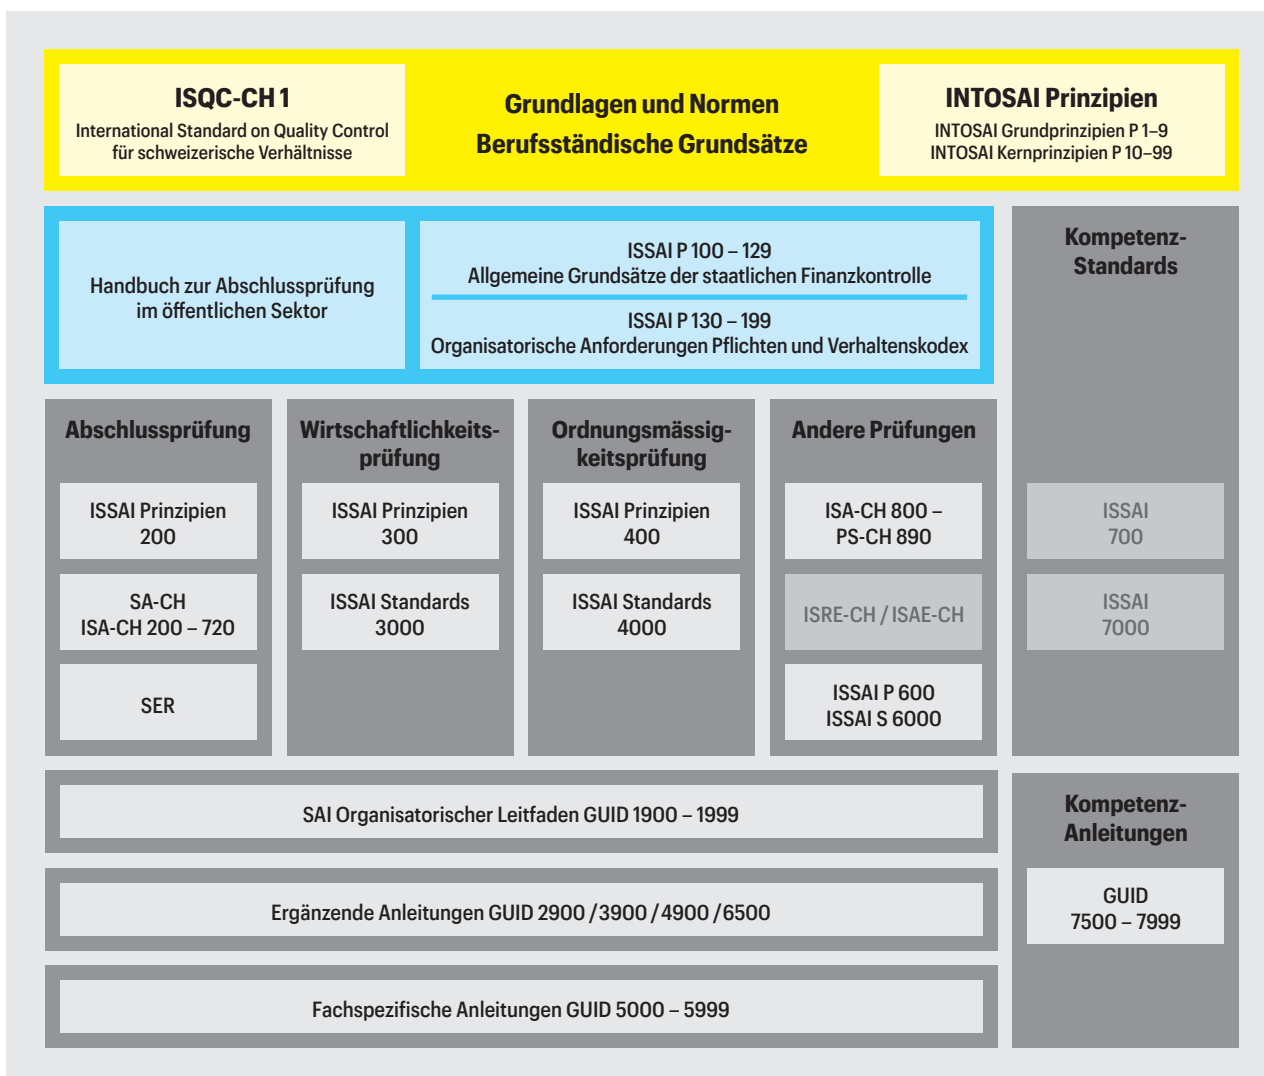 ISQC-CH 1
International Standard on Quality Control
für schweizerische Verhältnisse
Grundlagen und Normen
Berufsständische Grundsätze
INTOSAI Prinzipien
INTOSAI Grundprinzipien P 1–9
INTOSAI Kernprinzipien P 10–99
Handbuch zur Abschlussprüfung
im öffentlichen Sektor
ISSAI P 100 – 129
Allgemeine Grundsätze der staatlichen Finanzkontrolle
ISSAI P 130 – 199
Organisatorische Anforderungen Pflichten und Verhaltenskodex
Kompetenz-
Standards
ISSAI
700
ISSAI
7000
Abschlussprüfung
ISSAI Prinzipien
200
SA-CH
ISA-CH 200 – 720
SER
Wirtschaftlichkeits-
prüfung
ISSAI Prinzipien
300
ISSAI Standards
3000
Ordnungsmässig-
keitsprüfung
ISSAI Prinzipien
400
ISSAI Standards
4000
Andere Prüfungen
ISA-CH 800 –
PS-CH 890
ISRE-CH / ISAE-CH
ISSAI P 600
ISSAI S 6000
SAI Organisatorischer Leitfaden GUID 1900 – 1999
Ergänzende Anleitungen GUID 2900 / 3900 / 4900 / 6500
Fachspezifische Anleitungen GUID 5000 – 5999
Kompetenz-
Anleitungen
GUID
7500 – 7999